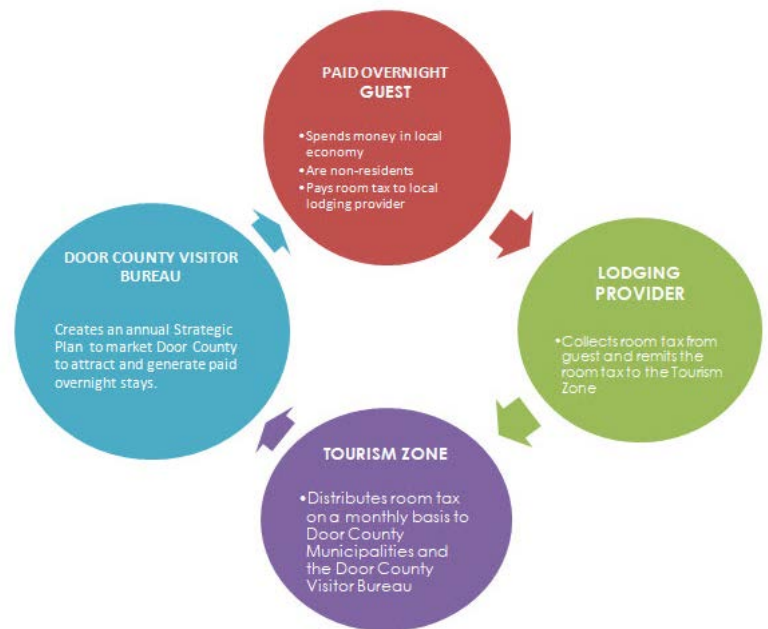 PAID OVERNIGHT
GUEST
•Spends money in local
economy
•Are non-residents
•Pays room tax to local
lodging provider
DOOR COUNTY VISITOR
BUREAU
Creates an annual Strategic
Plan to market Door County
to attract and generate paid
overnight stays.
LODGING
PROVIDER
•Collects room tax from
guest and remits the
room tax to the Tourism
Zone
TOURISM ZONE
•Distributes room tax
on a monthly basis to
Door County
Municipalities and
the Door County
Visitor Bureau